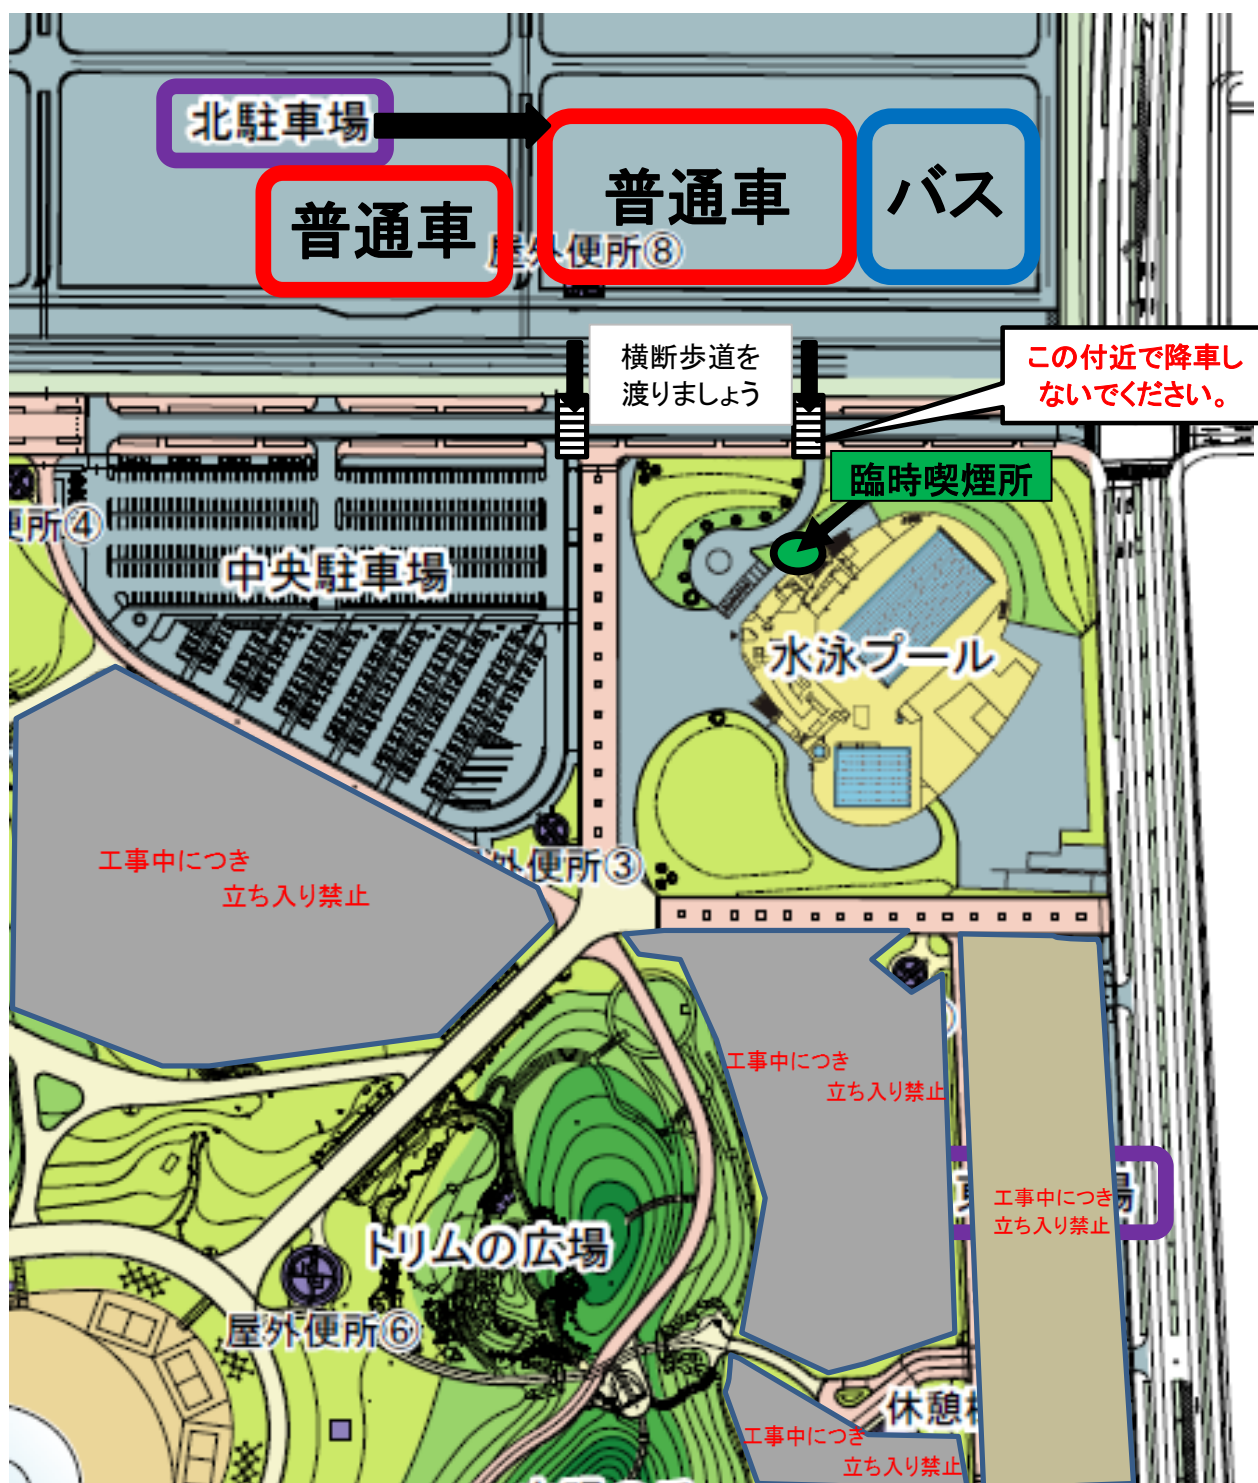 北駐車場
普通車
普通車
バス
屋外便所⑧
横断歩道を
渡りましょう
この付近で降車し
ないでください。
臨時喫煙所
便所④
中央駐車場
水泳プール
工事中につき
立ち入り禁止
外便所③
工事中につき
立ち入り禁止
工事中につき
立ち入り禁止
場
トリムの広場
屋外便所⑥
休憩
工事中につき
立ち入り禁止